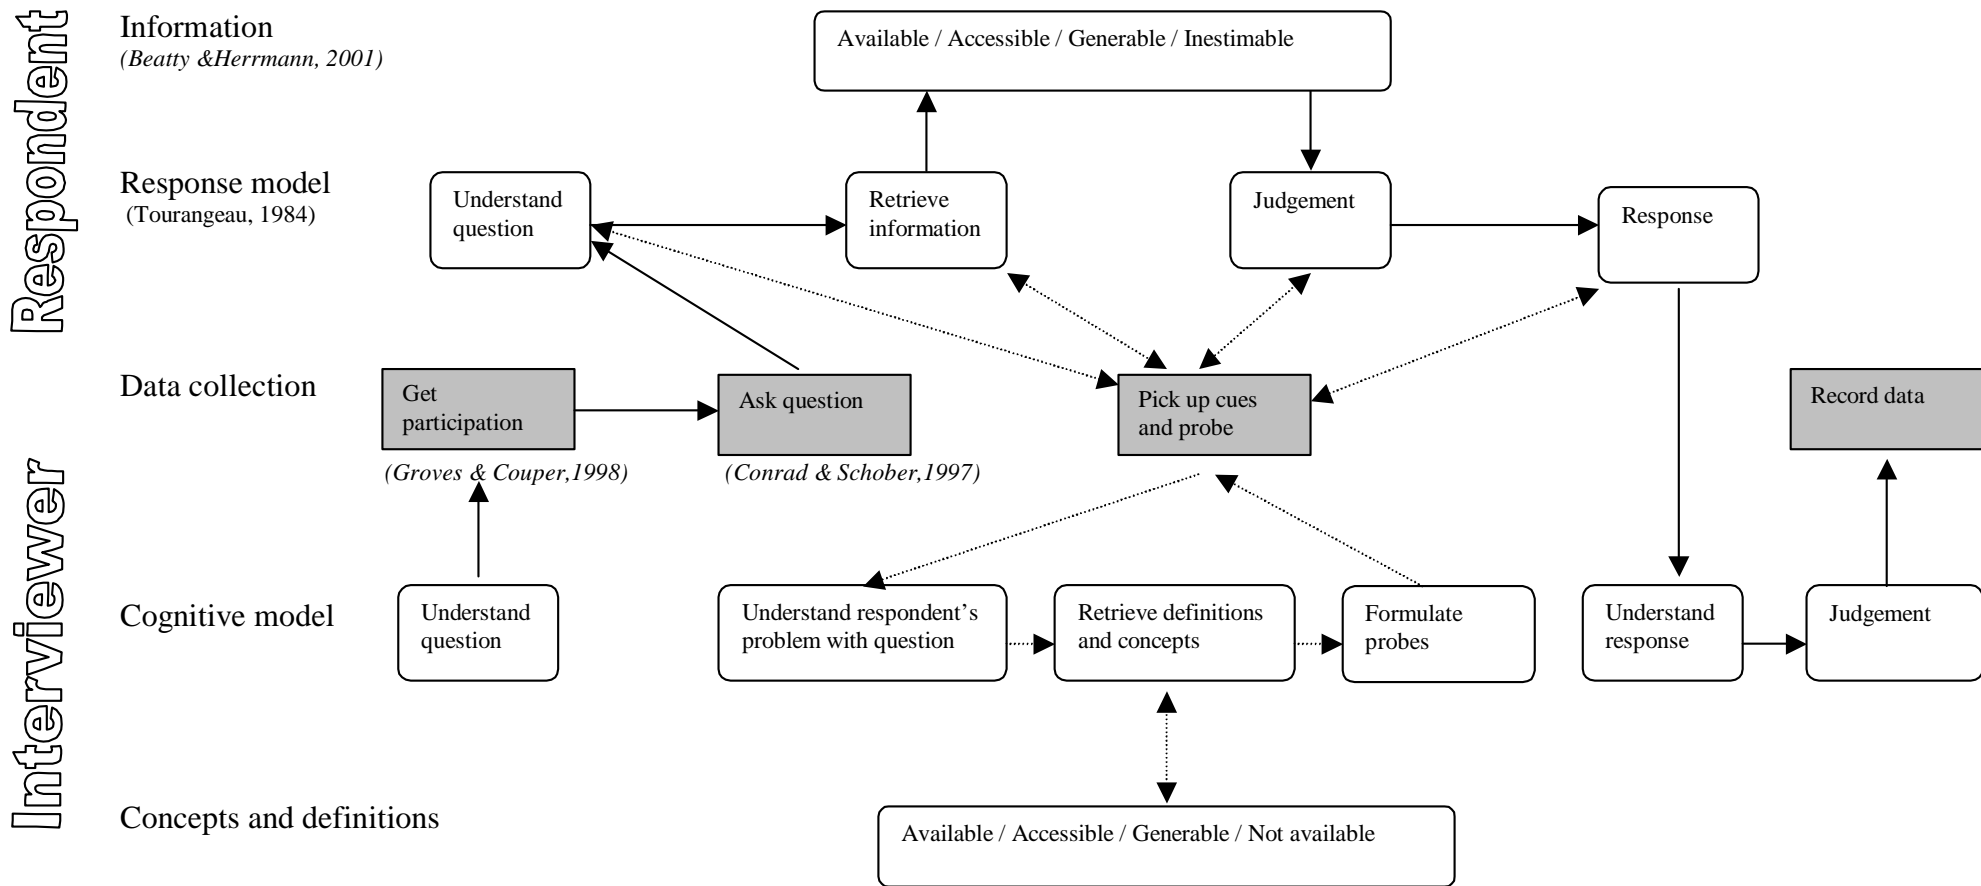 Respondent
Information
(Beatty &Herrmann, 2001)
Available / Accessible / Generable / Inestimable
Response model
(Tourangeau, 1984)
Understand
question
Retrieve
information
Judgement
Response
Data collection
Get
participation
(Groves & Couper,1998)
Ask question
(Conrad & Schober,1997)
Pick up cues
and probe
Record data
Interviewer
Cognitive model
Understand
question
Understand respondent’s
problem with question
Retrieve definitions
and concepts
Formulate
probes
Understand
response
Judgement
Concepts and definitions
Available / Accessible / Generable / Not available